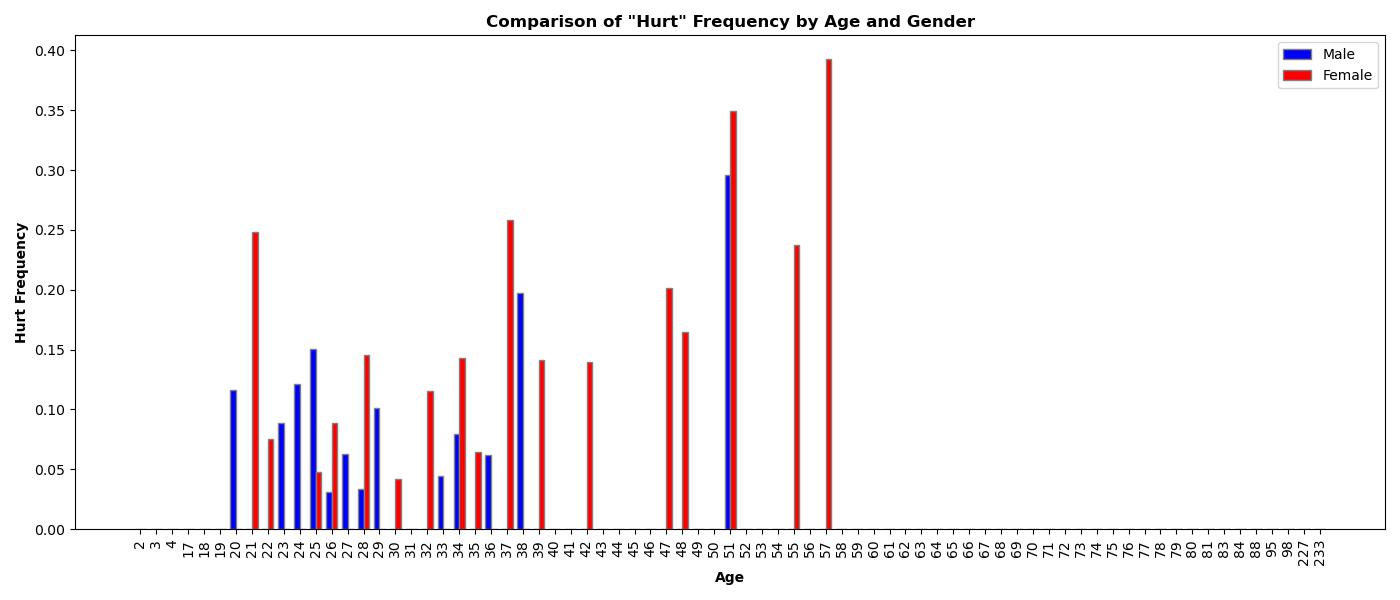 Comparison of "Hurt" Frequency by Age and Gender
Male
Female
0.40
0.35
0.30
0.25
0.20
0.15
0.10
0.05
0.00
Hurt Frequency
2 3 4 17 18 19 20 21 22 23 24 25 26 27 28 29 30 31 32 33 34 35 36 37 38 39 40 41 42 43 44 45 46 47 48 49 50 51 52 53 54 55 56 57 58 59 60 61 62 63 64 65 66 67 68 69 70 71 72 73 74 75 76 77 78 79 80 81 83 84 88 95 98 227 233
Age